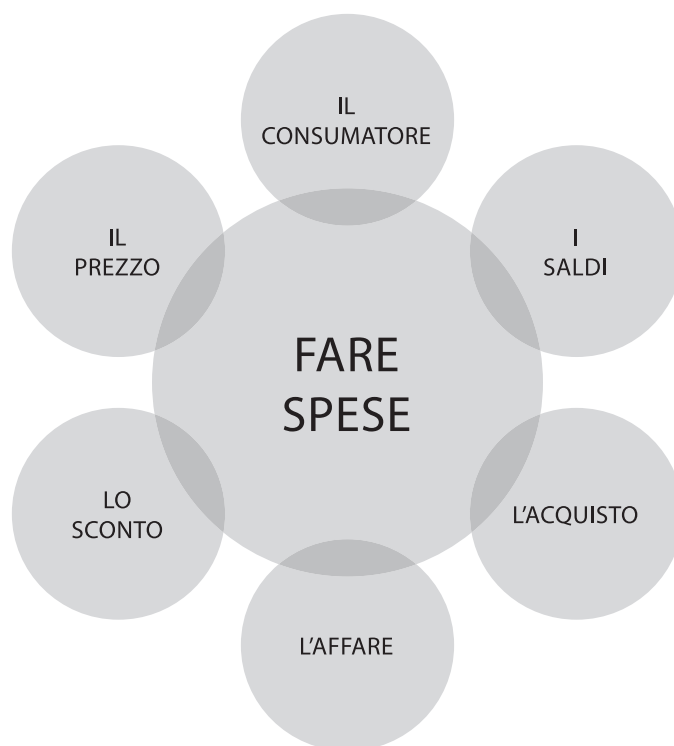 IL
CONSUMATORE
IL
PREZZO
I
SALDI
FARE
SPESE
LO
SCONTO
L'ACQUISTO
L'AFFARE